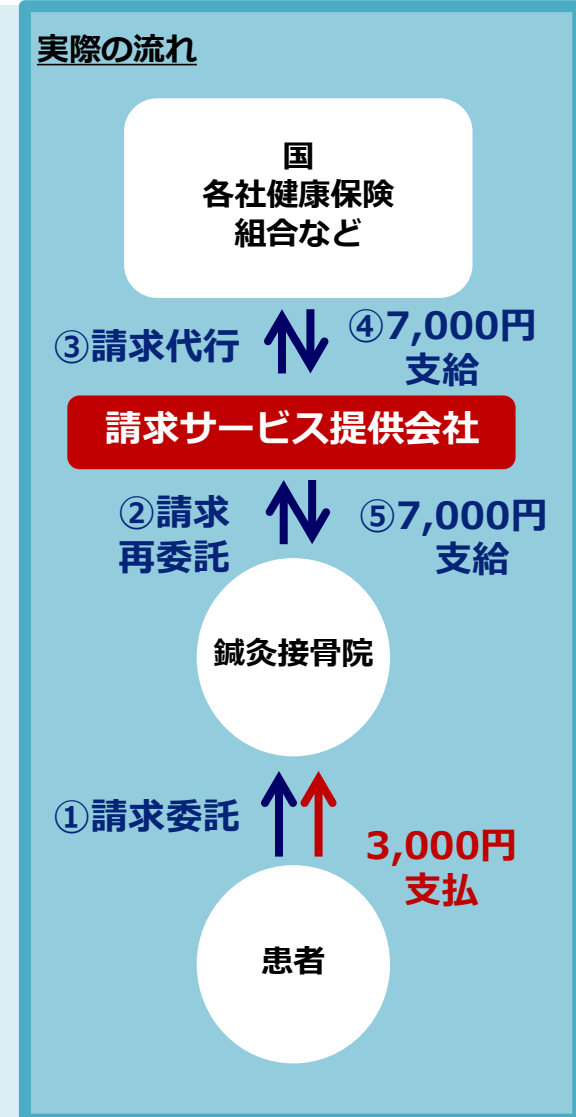 実際の流れ
国
各社健康保険
組合など
③請求代行
④7,000円
支給
請求サービス提供会社
②請求
再委託
⑤7,000円
支給
鍼灸接骨院
①請求委託
3,000円
支払
患者